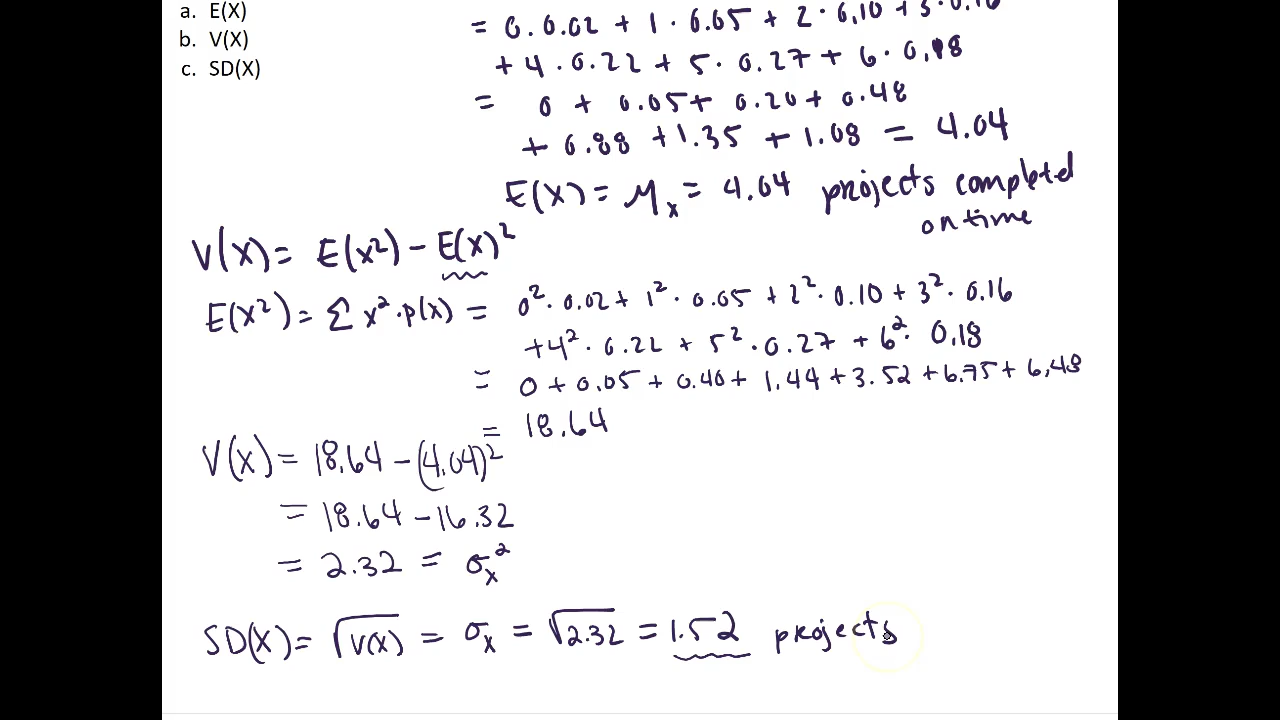 a. E(X)
b. V(X)
c. SD(X)
= 0.0.02 + 1·0.05 + 2·0.10 + 3·0.16
+ 4·0.22 + 5·0.27 + 6·0.18
= 0 + 0.05 + 0.20 + 0.48
+ 0.88 + 1.35 + 1.08 = 4.04
E(X) = μₓ = 4.04 projects completed
on time
V(X) = E(x²) − E(x)²
E(x²) = Σ x²·p(x) = 0²·0.02 + 1²·0.05 + 2²·0.10 + 3²·0.16
+ 4²·0.22 + 5²·0.27 + 6²·0.18
= 0 + 0.05 + 0.40 + 1.44 + 3.52 + 6.75 + 6.48
= 18.64
V(X) = 18.64 − (4.04)²
= 18.64 − 16.32
= 2.32 = σₓ²
SD(X) = √V(X) = σₓ = √2.32 = 1.52 projects